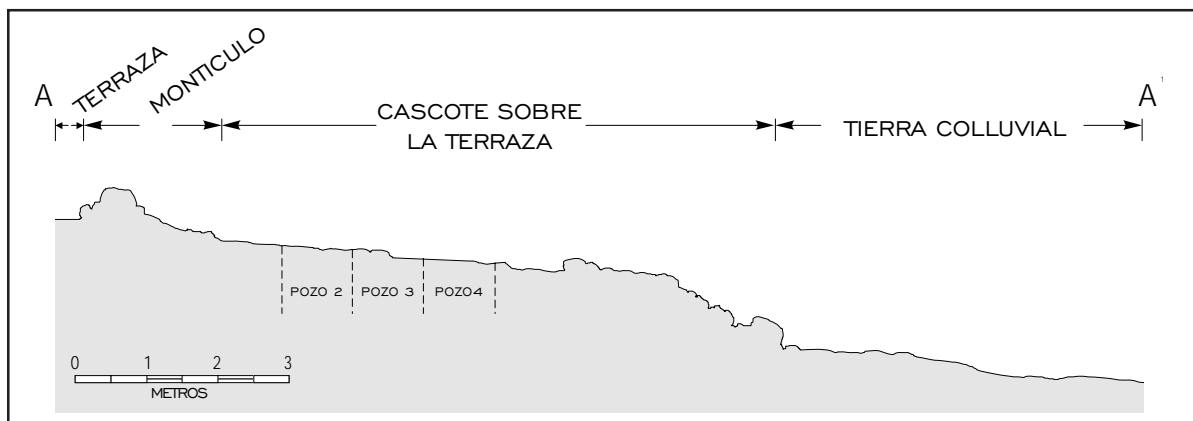 A
TERRAZA
MONTICULO
CASCOTE SOBRE
LA TERRAZA
TIERRA COLLUVIAL
A'
POZO 2 POZO 3 POZO4
0 1 2 3
METROS